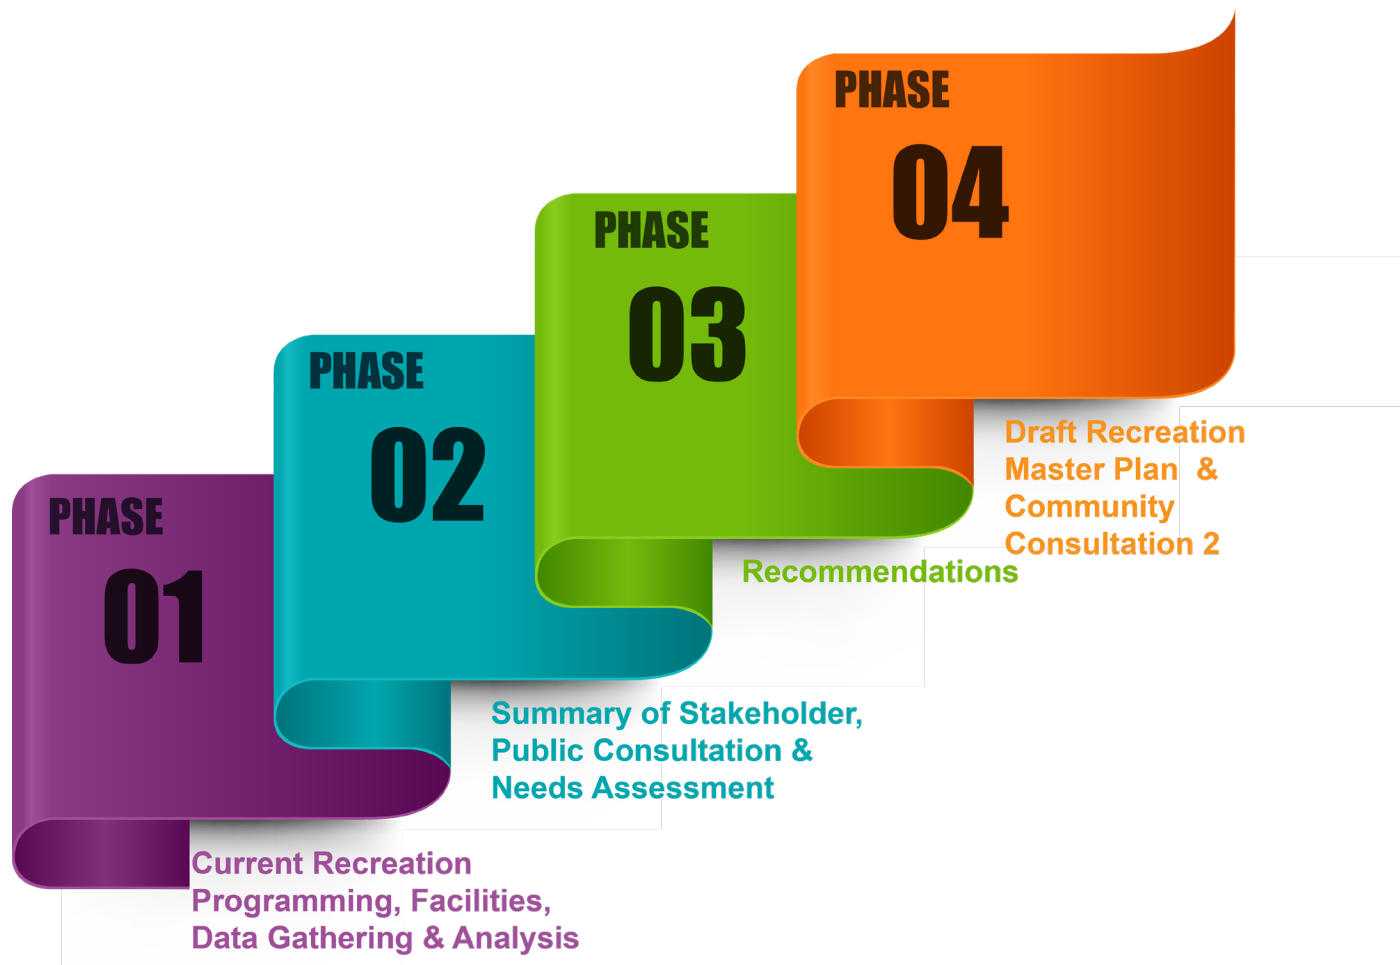 PHASE
01
Current Recreation
Programming, Facilities,
Data Gathering & Analysis
PHASE
02
Summary of Stakeholder,
Public Consultation &
Needs Assessment
PHASE
03
Recommendations
PHASE
04
Draft Recreation
Master Plan &
Community
Consultation 2